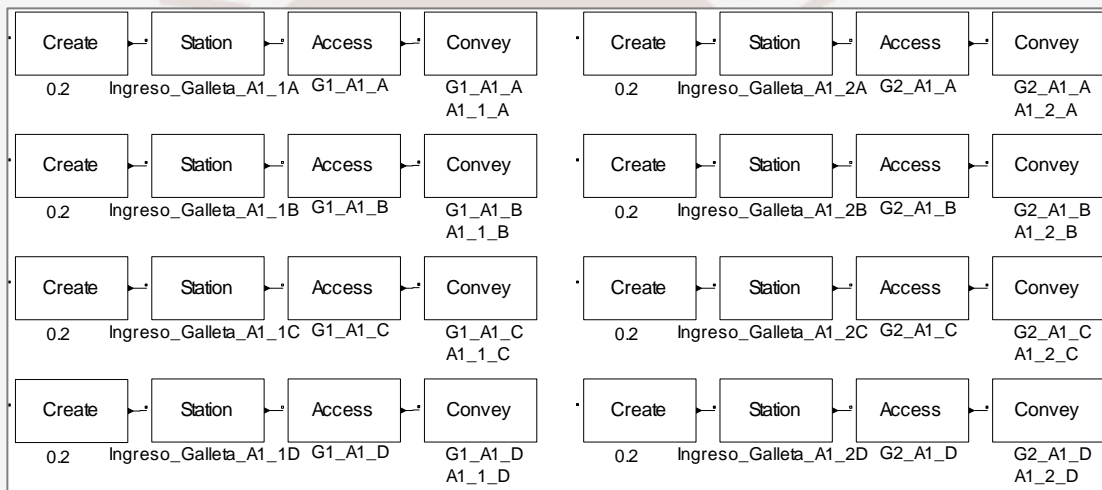 Create Station Access Convey Create Station Access Convey
0.2 Ingreso_Galleta_A1_1A G1_A1_A G1_A1_A 0.2 Ingreso_Galleta_A1_2A G2_A1_A G2_A1_A
A1_1_A A1_2_A
Create Station Access Convey Create Station Access Convey
0.2 Ingreso_Galleta_A1_1B G1_A1_B G1_A1_B 0.2 Ingreso_Galleta_A1_2B G2_A1_B G2_A1_B
A1_1_B A1_2_B
Create Station Access Convey Create Station Access Convey
0.2 Ingreso_Galleta_A1_1C G1_A1_C G1_A1_C 0.2 Ingreso_Galleta_A1_2C G2_A1_C G2_A1_C
A1_1_C A1_2_C
Create Station Access Convey Create Station Access Convey
0.2 Ingreso_Galleta_A1_1D G1_A1_D G1_A1_D 0.2 Ingreso_Galleta_A1_2D G2_A1_D G2_A1_D
A1_1_D A1_2_D